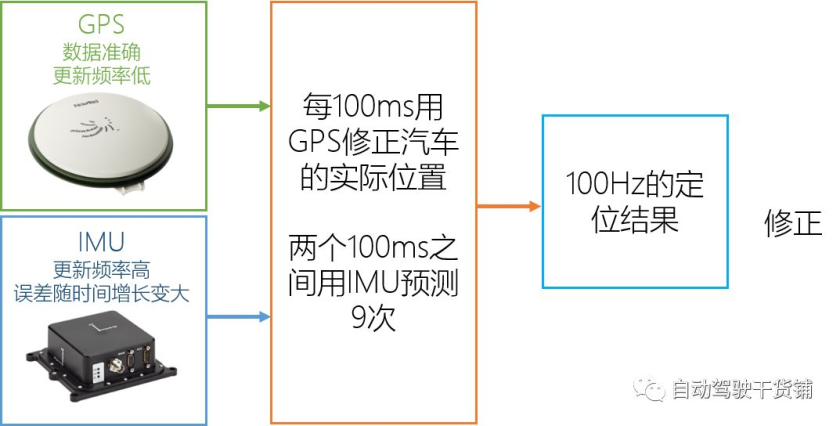 GPS
数据准确
更新频率低
IMU
更新频率高
误差随时间增长变大
每100ms用
GPS修正汽车
的实际位置
两个100ms之
间用IMU预测
9次
100Hz的定
位结果
修正
自动驾驶干货铺